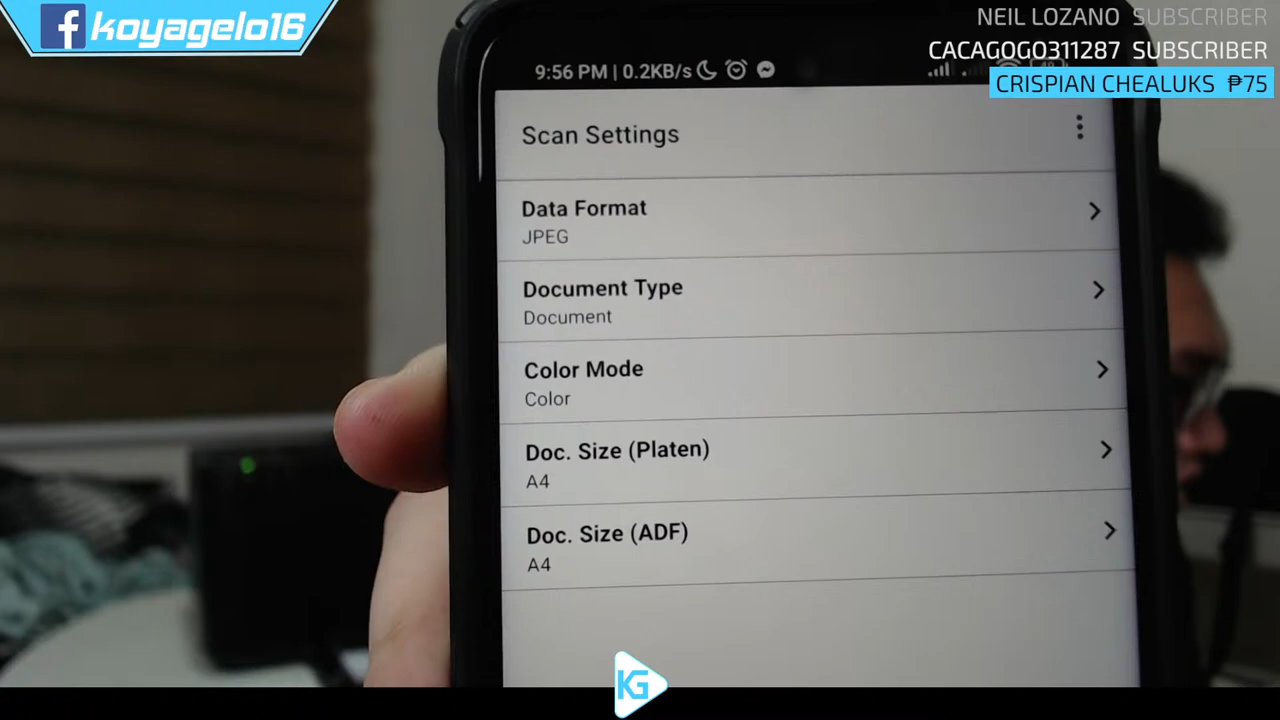 koyagelo16
NEIL LOZANO SUBSCRIBER
CACAGOGO311287 SUBSCRIBER
CRISPIAN CHEALUKS ₱75
9:56 PM | 0.2KB/s
Scan Settings
Data Format
JPEG
Document Type
Document
Color Mode
Color
Doc. Size (Platen)
A4
Doc. Size (ADF)
A4
KG